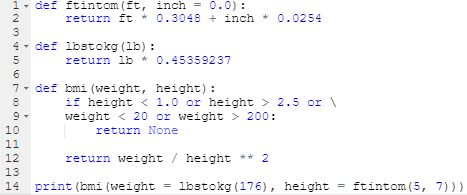 1 def ftintom(ft, inch = 0.0):
2     return ft * 0.3048 + inch * 0.0254
3
4 def lbstokg(lb):
5     return lb * 0.45359237
6
7 def bmi(weight, height):
8     if height < 1.0 or height > 2.5 or \
9     weight < 20 or weight > 200:
10         return None
11
12     return weight / height ** 2
13
14 print(bmi(weight = lbstokg(176), height = ftintom(5, 7)))